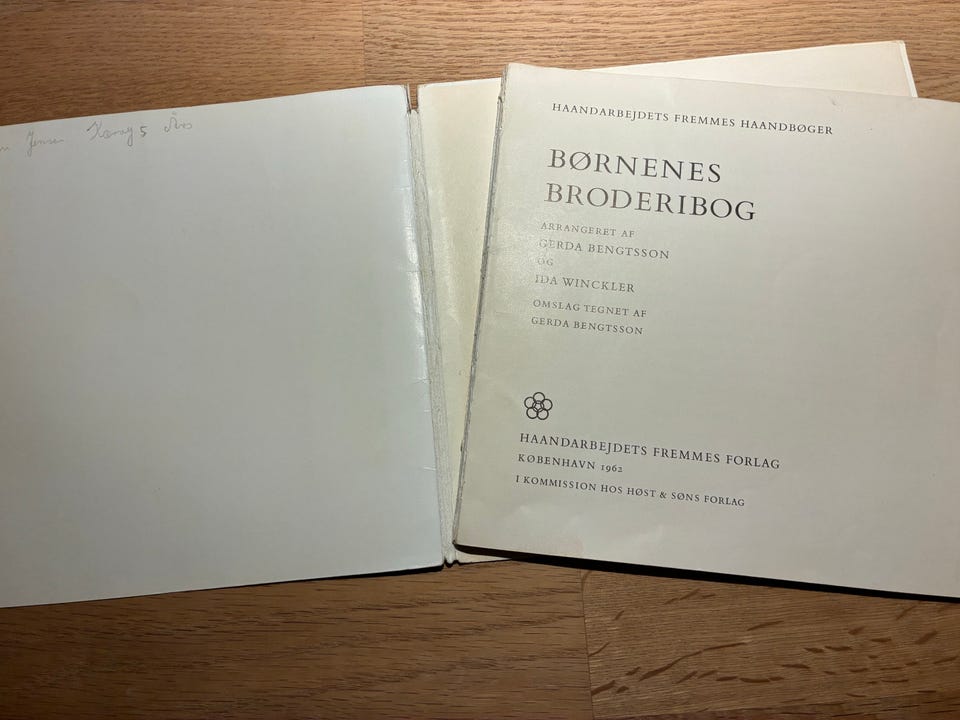 Jensen
HAANDARBEJDETS FREMMES HAANDBØGER
BØRNENES
BRODERIBOG
ARRANGERET AF
GERDA BENGTSSON
OG
IDA WINCKLER
OMSLAG TEGNET AF
GERDA BENGTSSON
HAANDARBEJDETS FREMMES FORLAG
KØBENHAVN 1962
I KOMMISSION HOS HØST & SØNS FORLAG